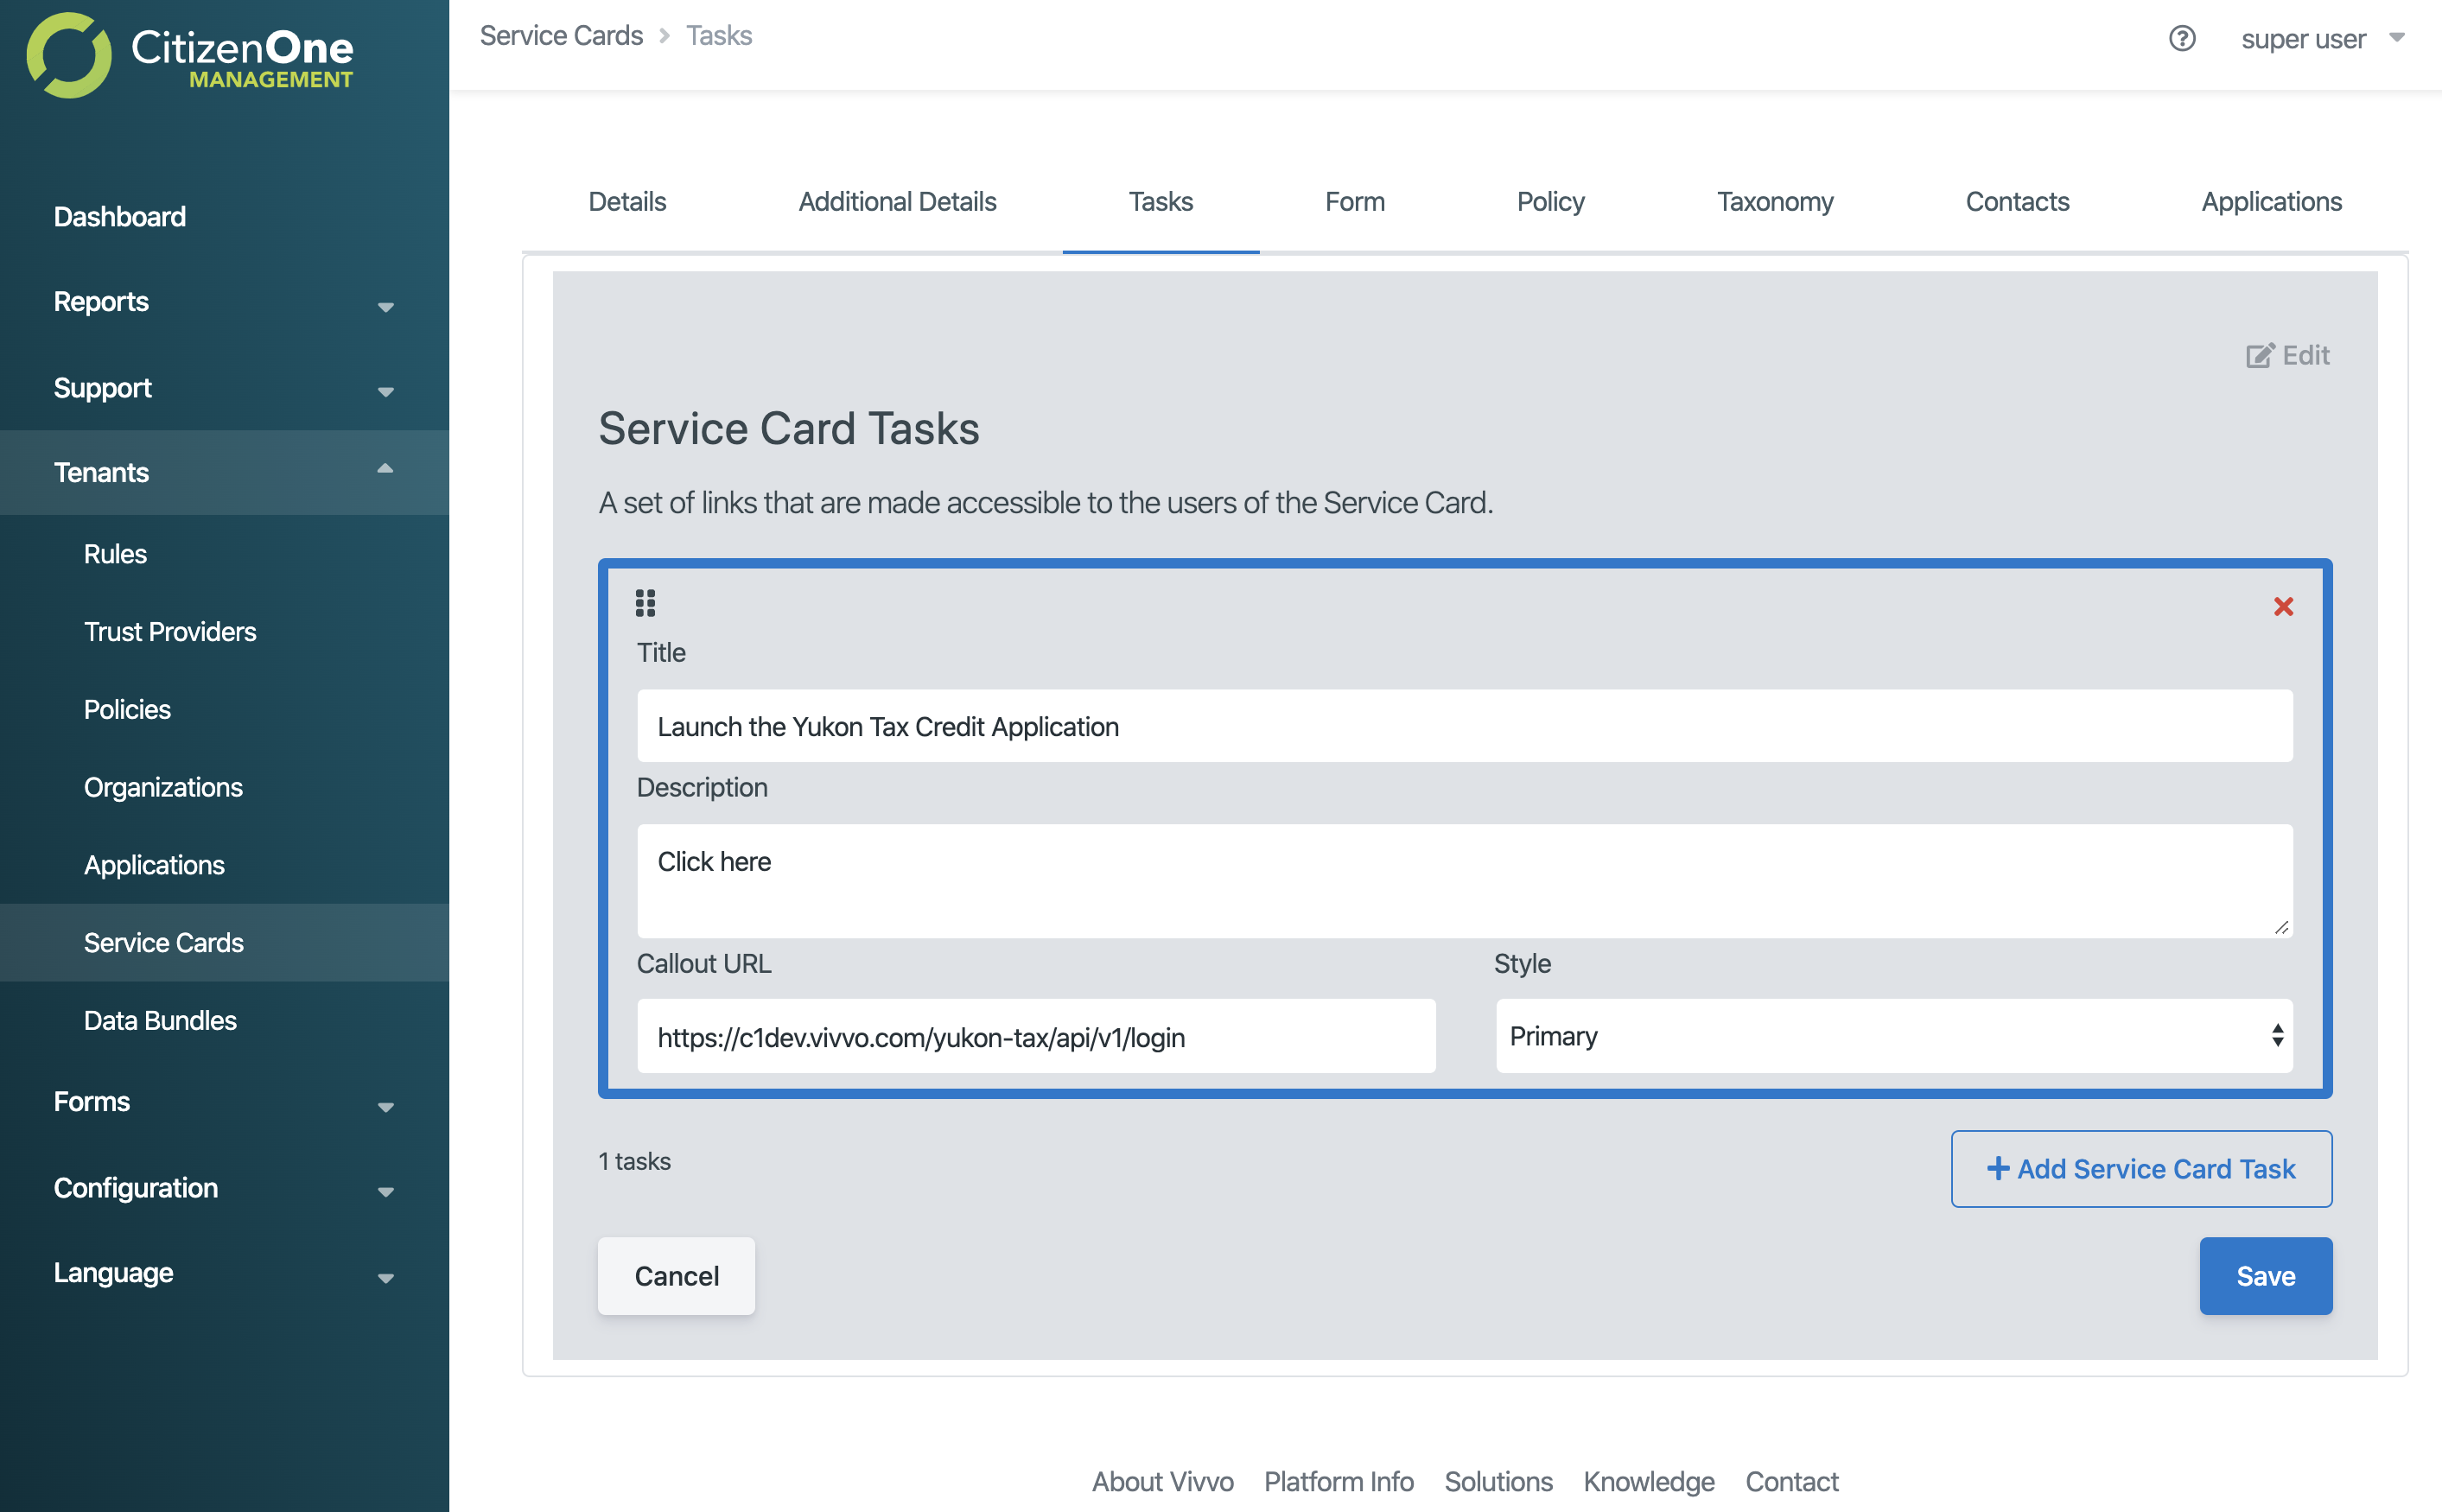 CitizenOne
MANAGEMENT
Dashboard
Reports
Support
Tenants
Rules
Trust Providers
Policies
Organizations
Applications
Service Cards
Data Bundles
Forms
Configuration
Language
Service Cards > Tasks
super user
Details Additional Details Tasks Form Policy Taxonomy Contacts Applications
Edit
Service Card Tasks
A set of links that are made accessible to the users of the Service Card.
Title
Launch the Yukon Tax Credit Application
Description
Click here
Callout URL Style
https://c1dev.vivvo.com/yukon-tax/api/v1/login Primary
1 tasks
+ Add Service Card Task
Cancel Save
About Vivvo Platform Info Solutions Knowledge Contact